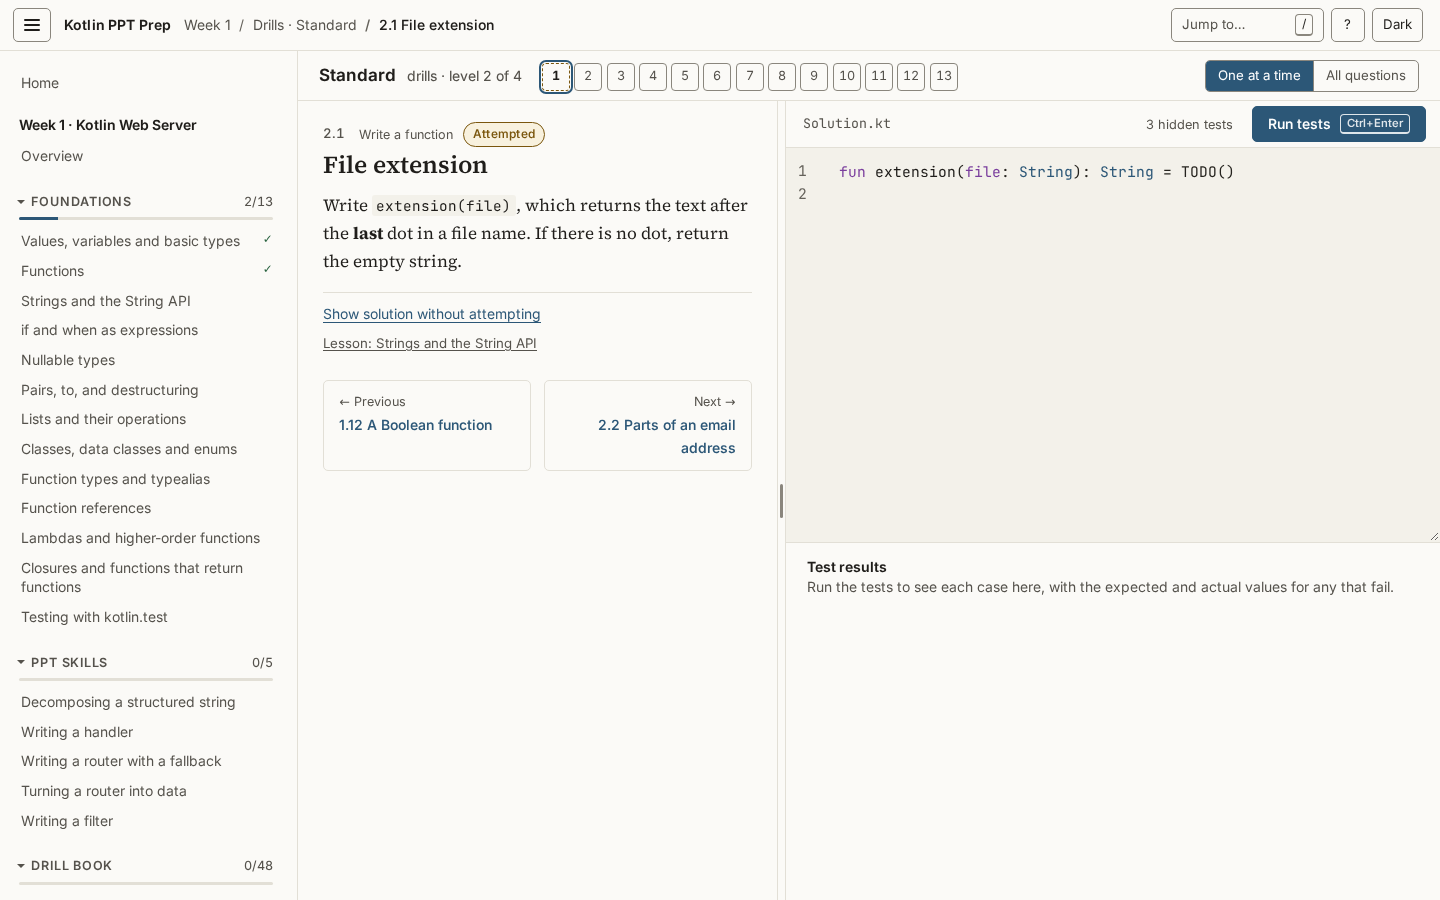 Kotlin PPT Prep Week 1 / Drills · Standard / 2.1 File extension
Jump to... / ? Dark
Home
Week 1 · Kotlin Web Server
Overview
FOUNDATIONS 2/13
Values, variables and basic types ✓
Functions ✓
Strings and the String API
if and when as expressions
Nullable types
Pairs, to, and destructuring
Lists and their operations
Classes, data classes and enums
Function types and typealias
Function references
Lambdas and higher-order functions
Closures and functions that return
functions
Testing with kotlin.test
PPT SKILLS 0/5
Decomposing a structured string
Writing a handler
Writing a router with a fallback
Turning a router into data
Writing a filter
DRILL BOOK 0/48
Standard drills · level 2 of 4 1 2 3 4 5 6 7 8 9 10 11 12 13
One at a time All questions
2.1 Write a function Attempted
File extension
Write extension(file), which returns the text after
the last dot in a file name. If there is no dot, return
the empty string.
Show solution without attempting
Lesson: Strings and the String API
← Previous
1.12 A Boolean function
Next →
2.2 Parts of an email
address
Solution.kt 3 hidden tests Run tests Ctrl+Enter
1 fun extension(file: String): String = TODO()
2
Test results
Run the tests to see each case here, with the expected and actual values for any that fail.